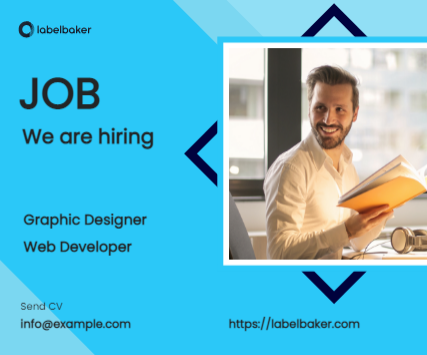 labelbaker
JOB
We are hiring
Graphic Designer
Web Developer
Send CV
info@example.com
https://labelbaker.com